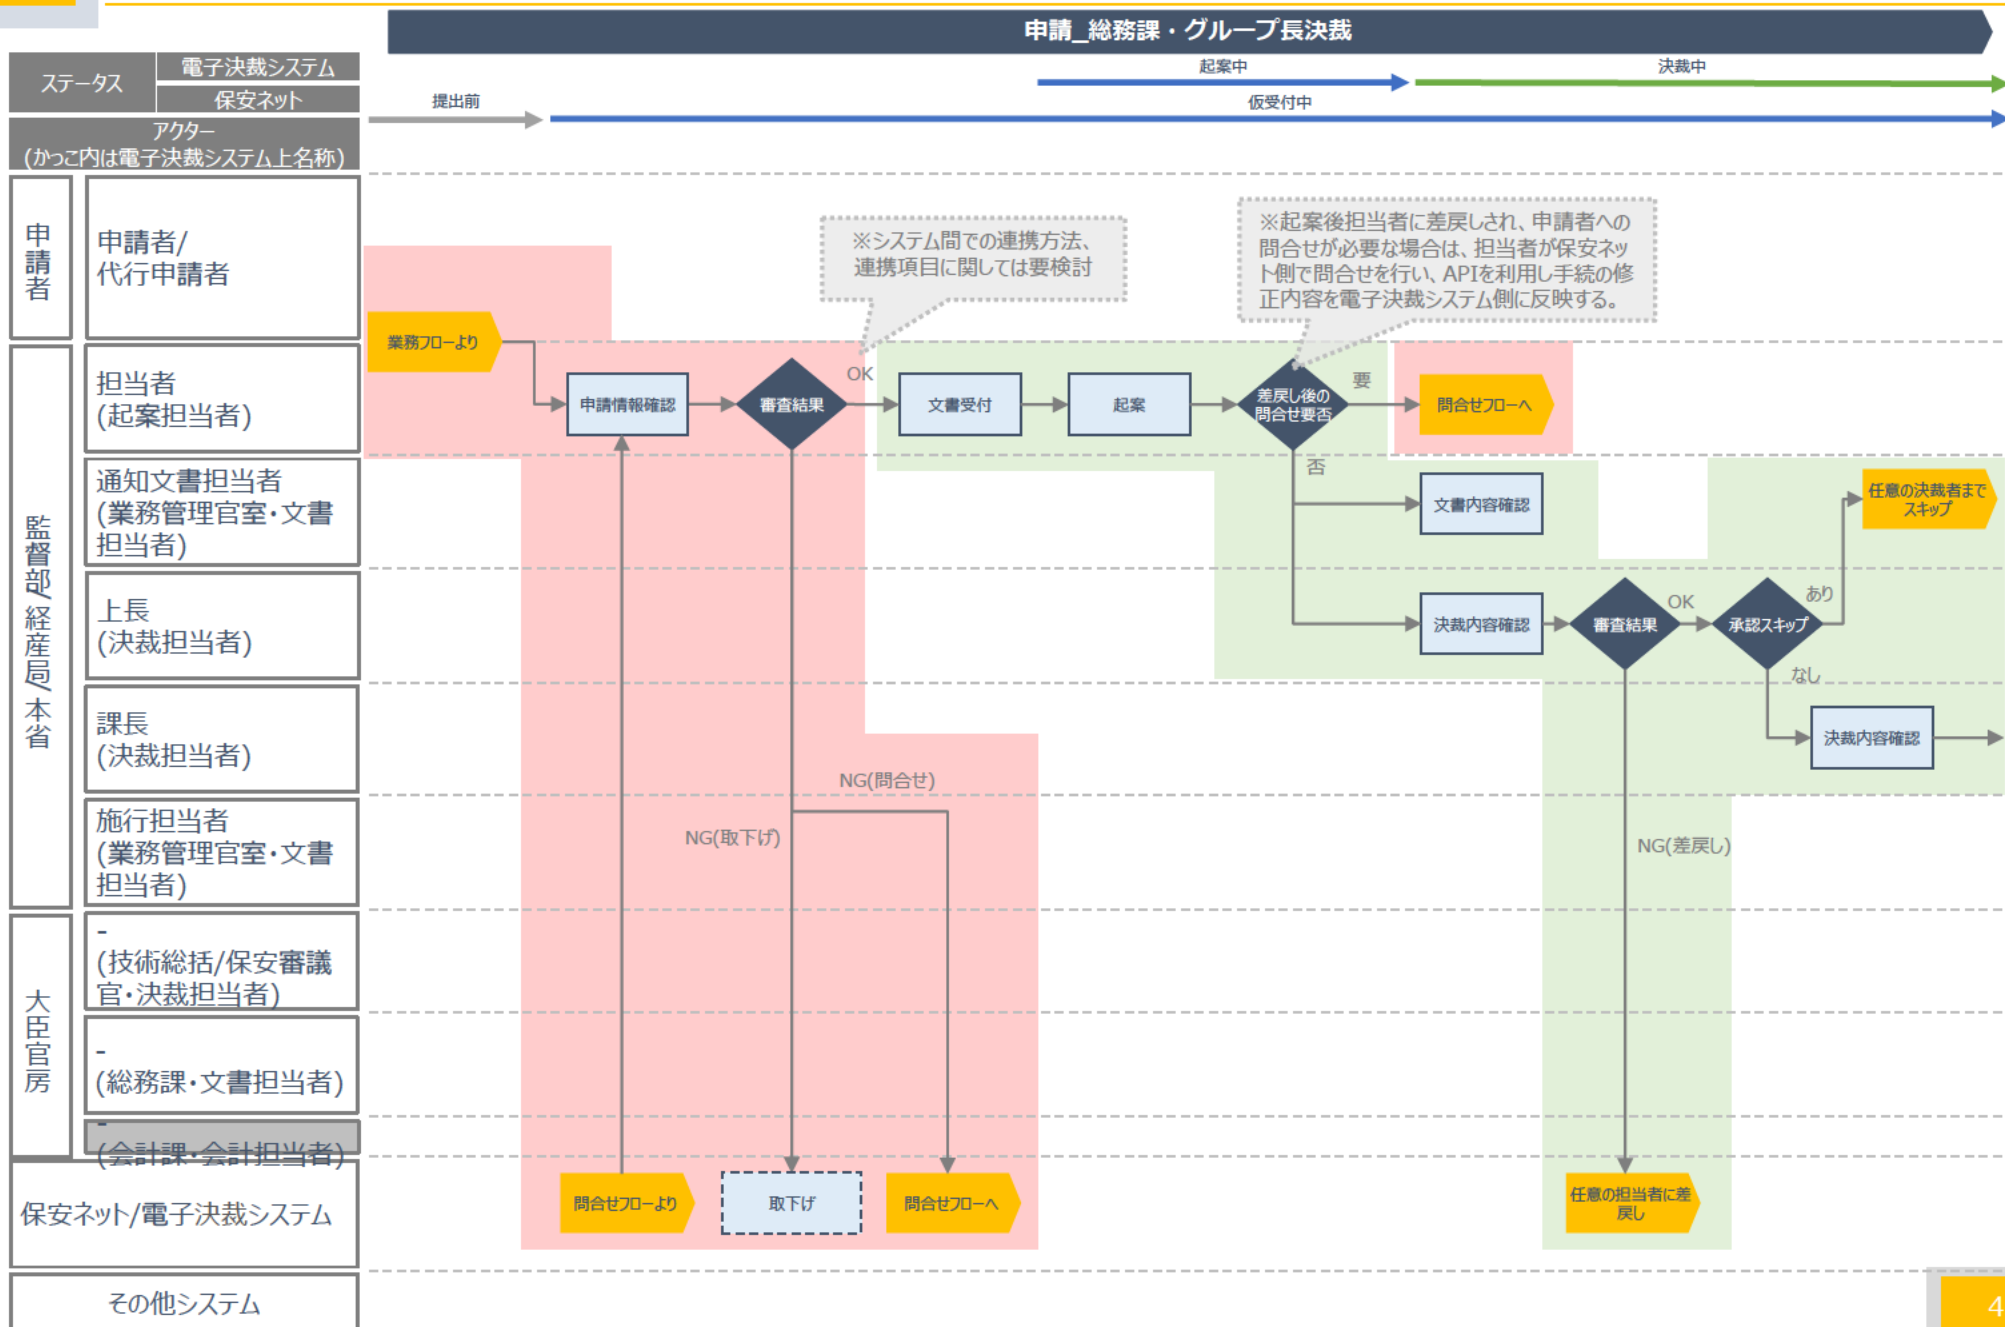 申請_総務課・グループ長決裁
ステータス
電子決裁システム
保安ネット
起案中
決裁中
提出前
仮受付中
アクター
(かっこ内は電子決裁システム上名称)
申請者
申請者/
代行申請者
※システム間での連携方法、
連携項目に関しては要検討
※起案後担当者に差戻しされ、申請者への
問合せが必要な場合は、担当者が保安ネッ
ト側で問合せを行い、APIを利用し手続の修
正内容を電子決裁システム側に反映する。
業務フローより
監督部/経産局/本省
担当者
(起案担当者)
申請情報確認
審査結果
OK
文書受付
起案
差戻し後の
問合せ要否
要
問合せフローへ
否
通知文書担当者
(業務管理官室・文書
担当者)
文書内容確認
任意の決裁者まで
スキップ
上長
(決裁担当者)
決裁内容確認
審査結果
OK
承認スキップ
あり
なし
課長
(決裁担当者)
決裁内容確認
NG(問合せ)
NG(取下げ)
NG(差戻し)
施行担当者
(業務管理官室・文書
担当者)
大臣官房
-
(技術総括/保安審議
官・決裁担当者)
-
(総務課・文書担当者)
-
(会計課・会計担当者)
保安ネット/電子決裁システム
問合せフローより
取下げ
問合せフローへ
任意の担当者に差
戻し
その他システム
4